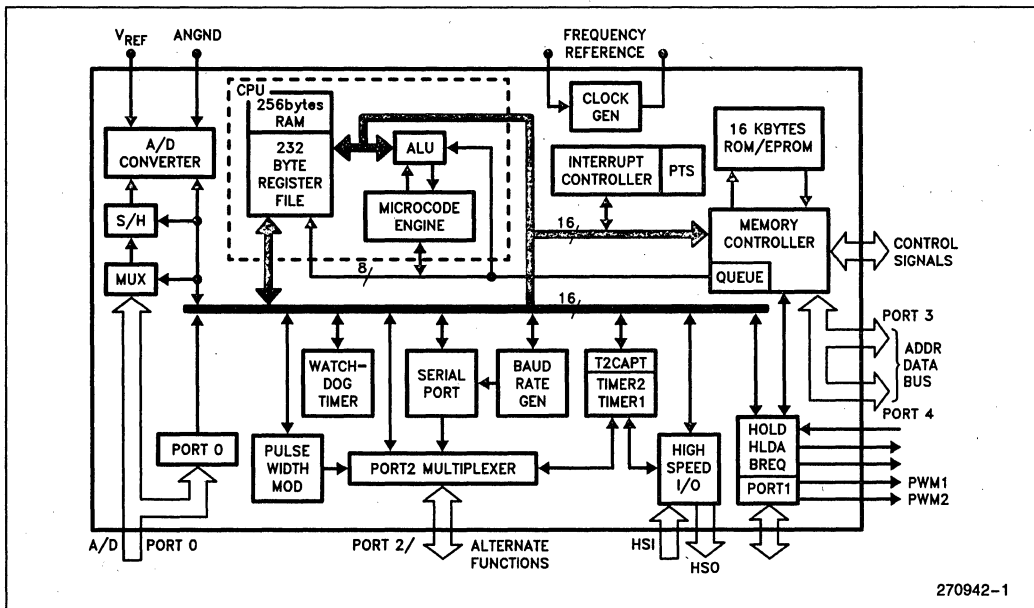 VREF
ANGND
FREQUENCY
REFERENCE
CPU
256bytes
RAM
CLOCK
GEN
A/D
CONVERTER
232
BYTE
REGISTER
FILE
ALU
INTERRUPT
CONTROLLER
PTS
16 KBYTES
ROM/EPROM
S/H
MICROCODE
ENGINE
16
MEMORY
CONTROLLER
CONTROL
SIGNALS
MUX
8
QUEUE
16
PORT 3
WATCH-
DOG
TIMER
SERIAL
PORT
BAUD
RATE
GEN
T2CAPT
TIMER2
TIMER1
ADDR
DATA
BUS
PORT 4
PORT 0
PULSE
WIDTH
MOD
PORT2 MULTIPLEXER
HIGH
SPEED
I/O
HOLD
HLDA
BREQ
PORT1
PWM1
PWM2
A/D
PORT 0
PORT 2/
ALTERNATE
FUNCTIONS
HSI
HSO
270942-1